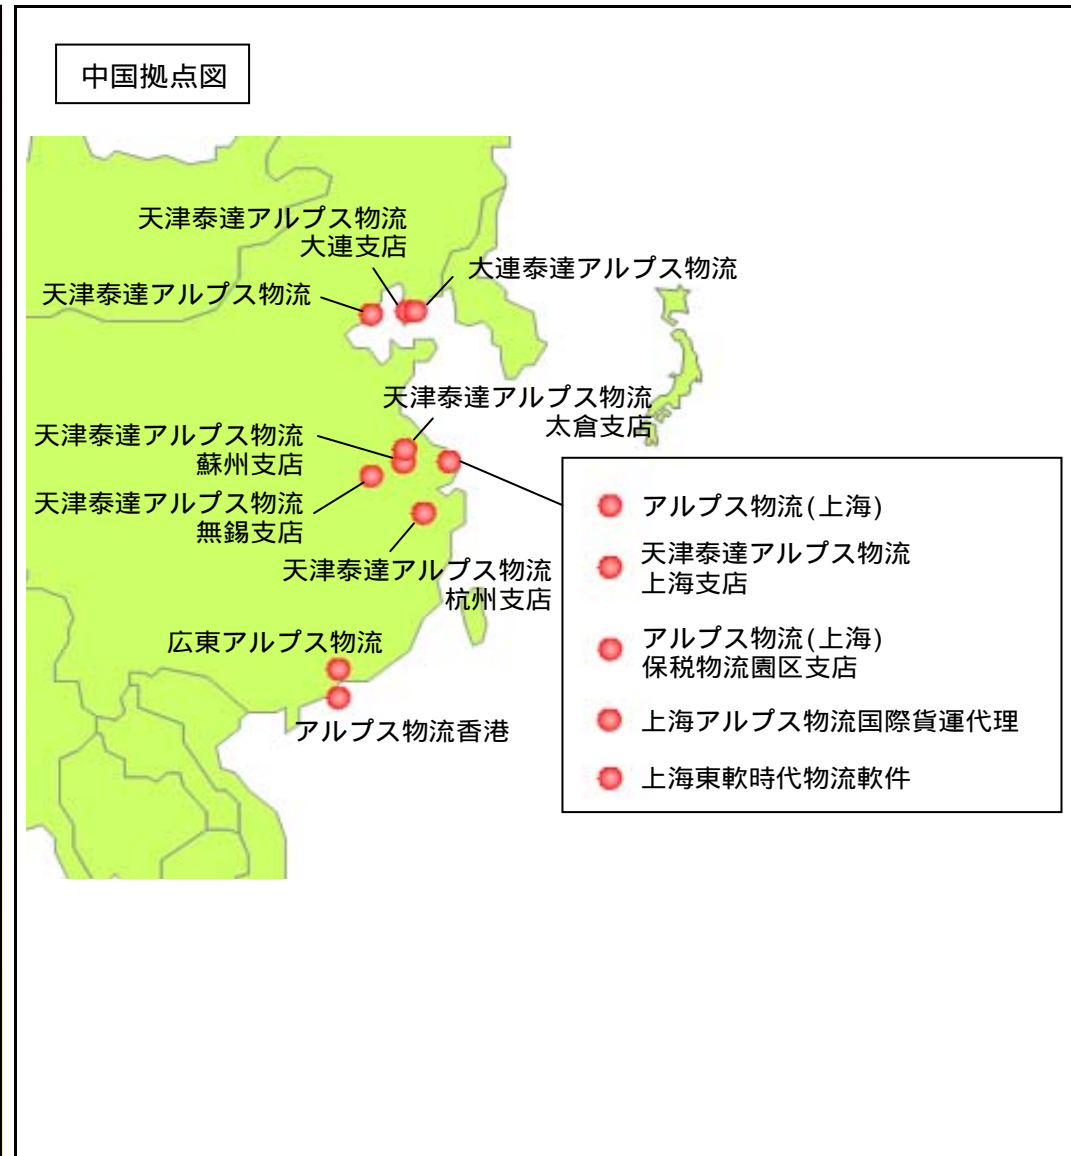 中国拠点図
天津泰達アルプス物流
大連支店
大連泰達アルプス物流
天津泰達アルプス物流
天津泰達アルプス物流
太倉支店
天津泰達アルプス物流
蘇州支店
天津泰達アルプス物流
無錫支店
天津泰達アルプス物流
杭州支店
広東アルプス物流
アルプス物流香港
アルプス物流(上海)
天津泰達アルプス物流
上海支店
アルプス物流(上海)
保税物流園区支店
上海アルプス物流国際貨運代理
上海東軟時代物流軟件